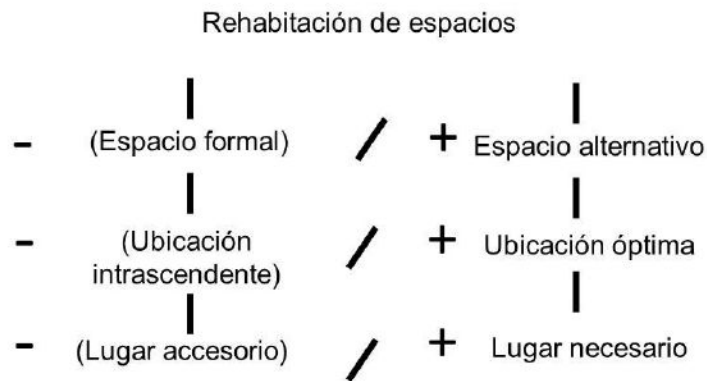 Rehabitación de espacios
- (Espacio formal) / + Espacio alternativo
- (Ubicación intrascendente) / + Ubicación óptima
- (Lugar accesorio) / + Lugar necesario